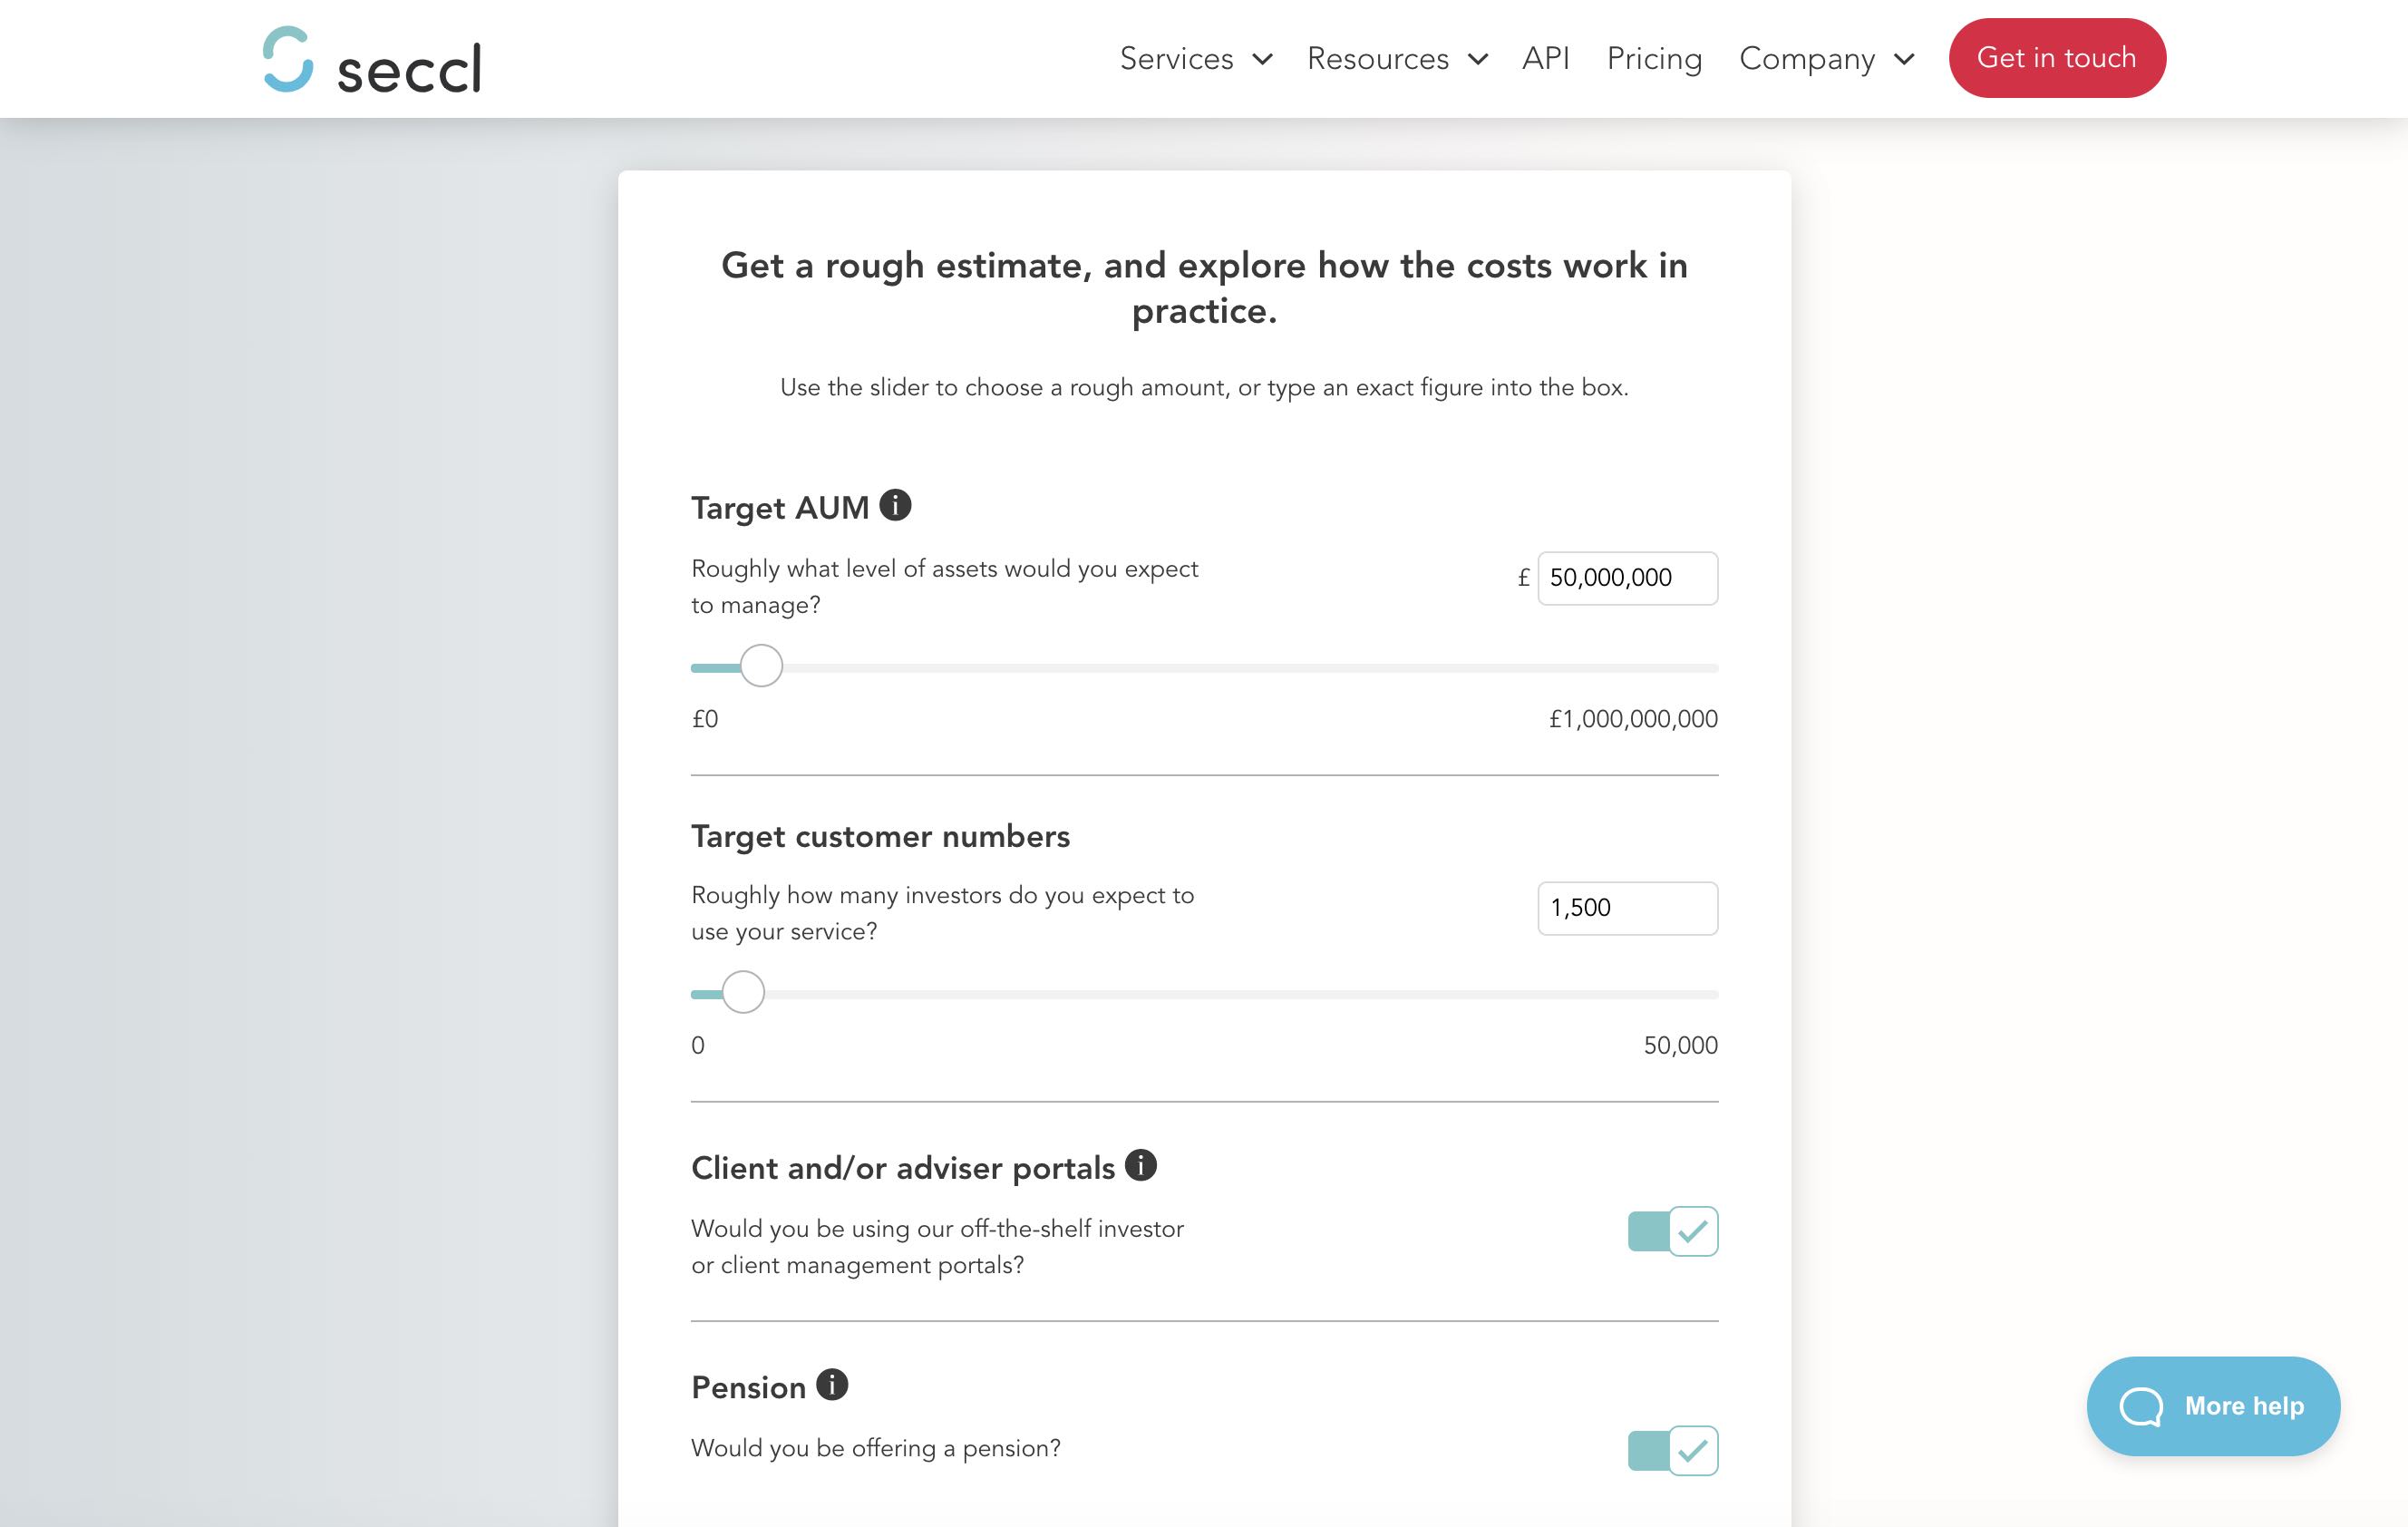 seccl
Services
Resources
API
Pricing
Company
Get in touch
Get a rough estimate, and explore how the costs work in
practice.
Use the slider to choose a rough amount, or type an exact figure into the box.
Target AUM i
Roughly what level of assets would you expect
to manage?
£ 50,000,000
£0
£1,000,000,000
Target customer numbers
Roughly how many investors do you expect to
use your service?
1,500
0
50,000
Client and/or adviser portals i
Would you be using our off-the-shelf investor
or client management portals?
Pension i
Would you be offering a pension?
More help